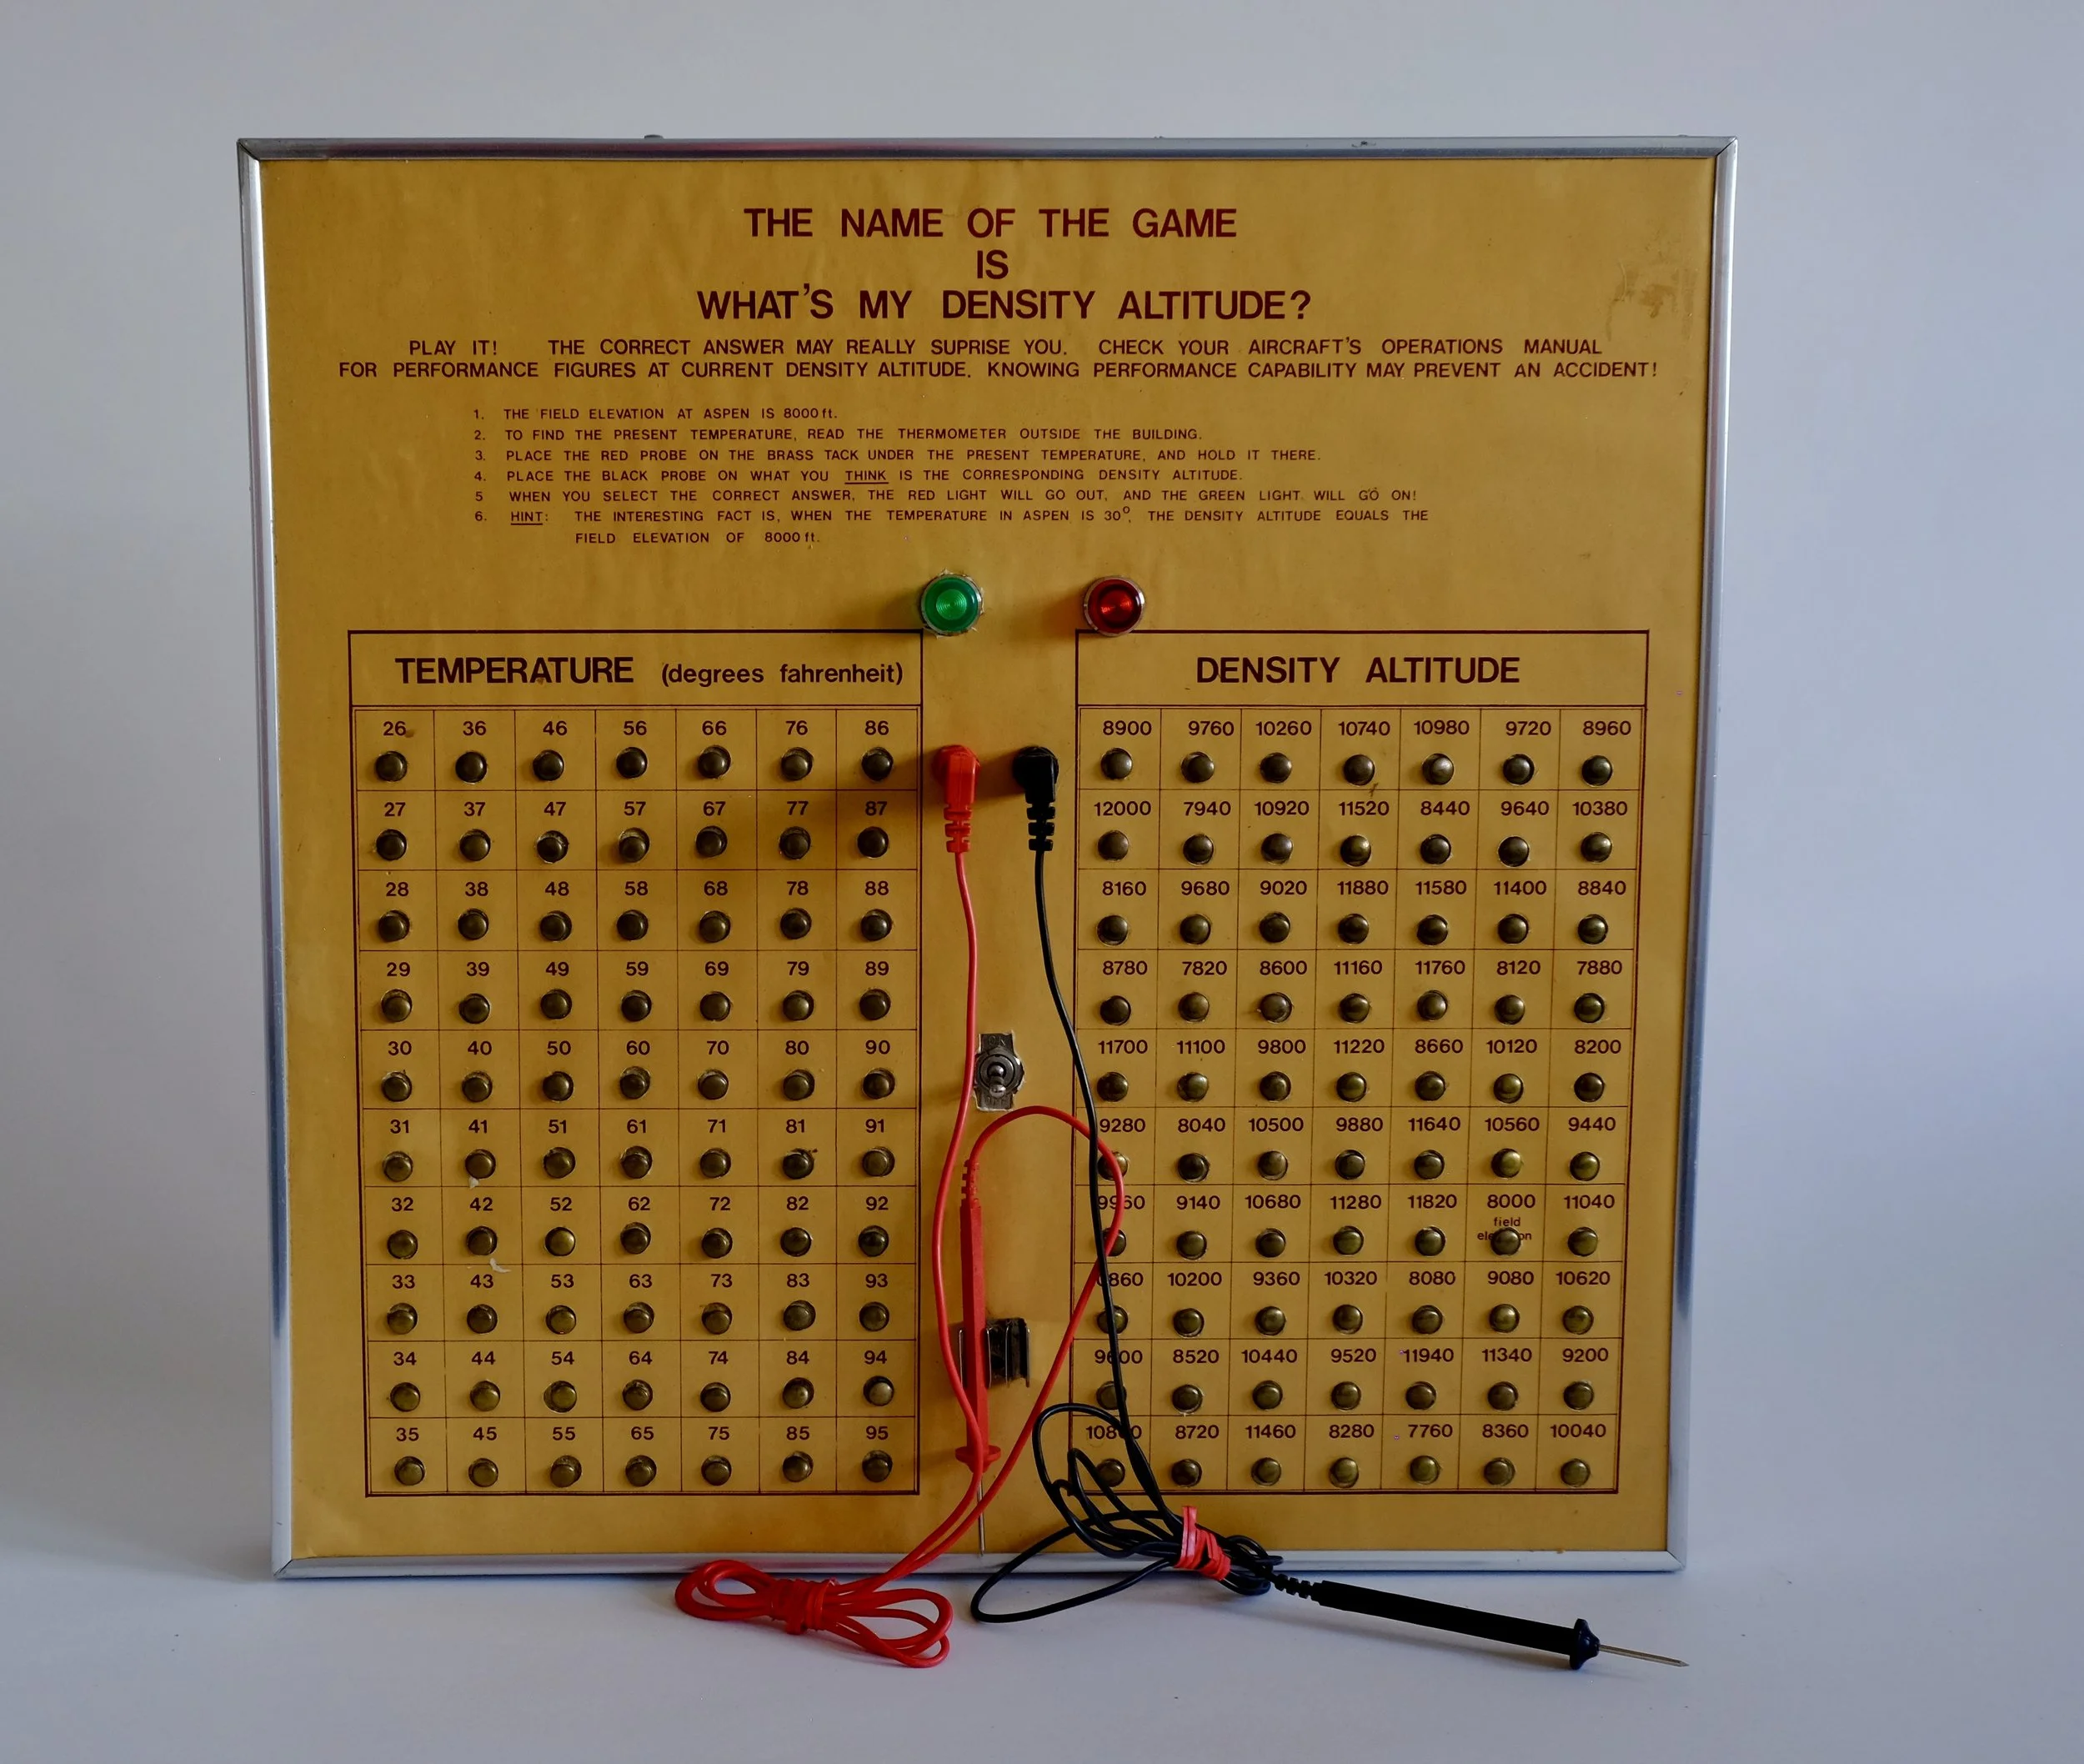 THE NAME OF THE GAME
IS
WHAT'S MY DENSITY ALTITUDE?
PLAY IT! THE CORRECT ANSWER MAY REALLY SUPRISE YOU. CHECK YOUR AIRCRAFT'S OPERATIONS MANUAL
FOR PERFORMANCE FIGURES AT CURRENT DENSITY ALTITUDE. KNOWING PERFORMANCE CAPABILITY MAY PREVENT AN ACCIDENT!
1. THE FIELD ELEVATION AT ASPEN IS 8000 ft.
2. TO FIND THE PRESENT TEMPERATURE, READ THE THERMOMETER OUTSIDE THE BUILDING.
3. PLACE THE RED PROBE ON THE BRASS TACK UNDER THE PRESENT TEMPERATURE, AND HOLD IT THERE.
4. PLACE THE BLACK PROBE ON WHAT YOU THINK IS THE CORRESPONDING DENSITY ALTITUDE.
5 WHEN YOU SELECT THE CORRECT ANSWER, THE RED LIGHT WILL GO OUT, AND THE GREEN LIGHT WILL GO ON!
6. HINT: THE INTERESTING FACT IS, WHEN THE TEMPERATURE IN ASPEN IS 30°, THE DENSITY ALTITUDE EQUALS THE
FIELD ELEVATION OF 8000 ft.
TEMPERATURE (degrees fahrenheit)
26 36 46 56 66 76 86
27 37 47 57 67 77 87
28 38 48 58 68 78 88
29 39 49 59 69 79 89
30 40 50 60 70 80 90
31 41 51 61 71 81 91
32 42 52 62 72 82 92
33 43 53 63 73 83 93
34 44 54 64 74 84 94
35 45 55 65 75 85 95
DENSITY ALTITUDE
8900 9760 10260 10740 10980 9720 8960
12000 7940 10920 11520 8440 9640 10380
8160 9680 9020 11880 11580 11400 8840
8780 7820 8600 11160 11760 8120 7880
11700 11100 9800 11220 8660 10120 8200
9280 8040 10500 9880 11640 10560 9440
9140 10680 11280 11820 8000 11040
field
10200 9360 10320 8080 9080 10620
8520 10440 9520 11940 11340 9200
8720 11460 8280 7760 8360 10040